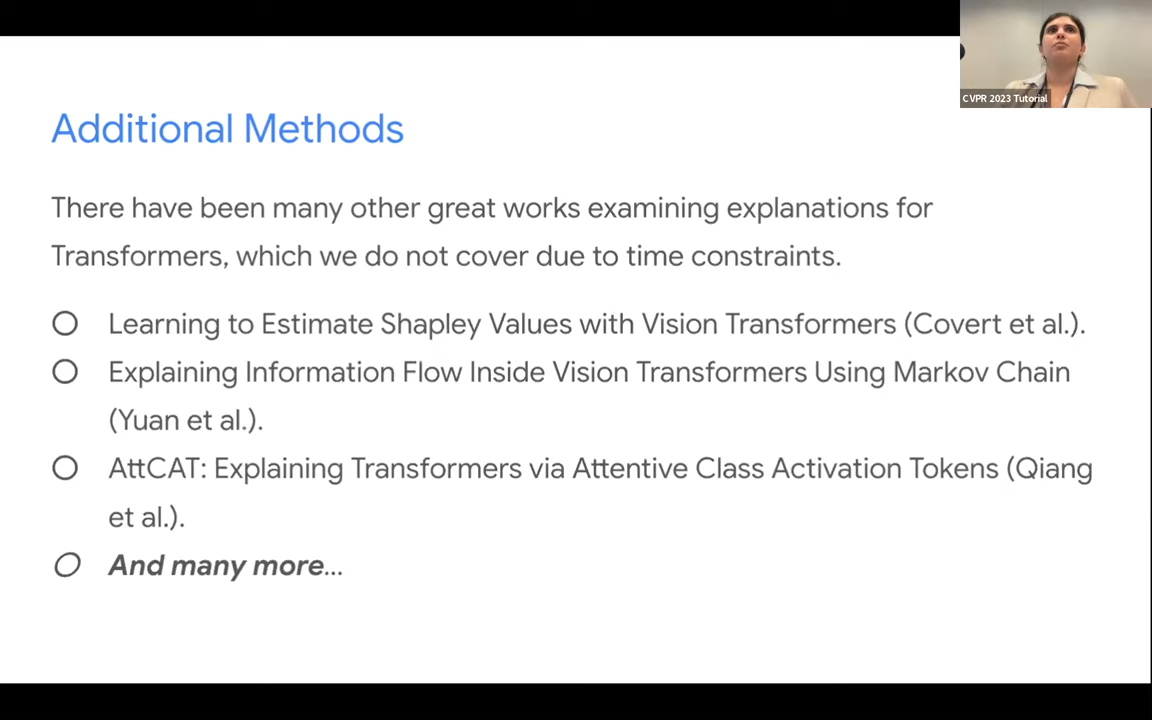 CVPR 2023 Tutorial
Additional Methods
There have been many other great works examining explanations for
Transformers, which we do not cover due to time constraints.
Learning to Estimate Shapley Values with Vision Transformers (Covert et al.).
Explaining Information Flow Inside Vision Transformers Using Markov Chain
(Yuan et al.).
AttCAT: Explaining Transformers via Attentive Class Activation Tokens (Qiang
et al.).
And many more...